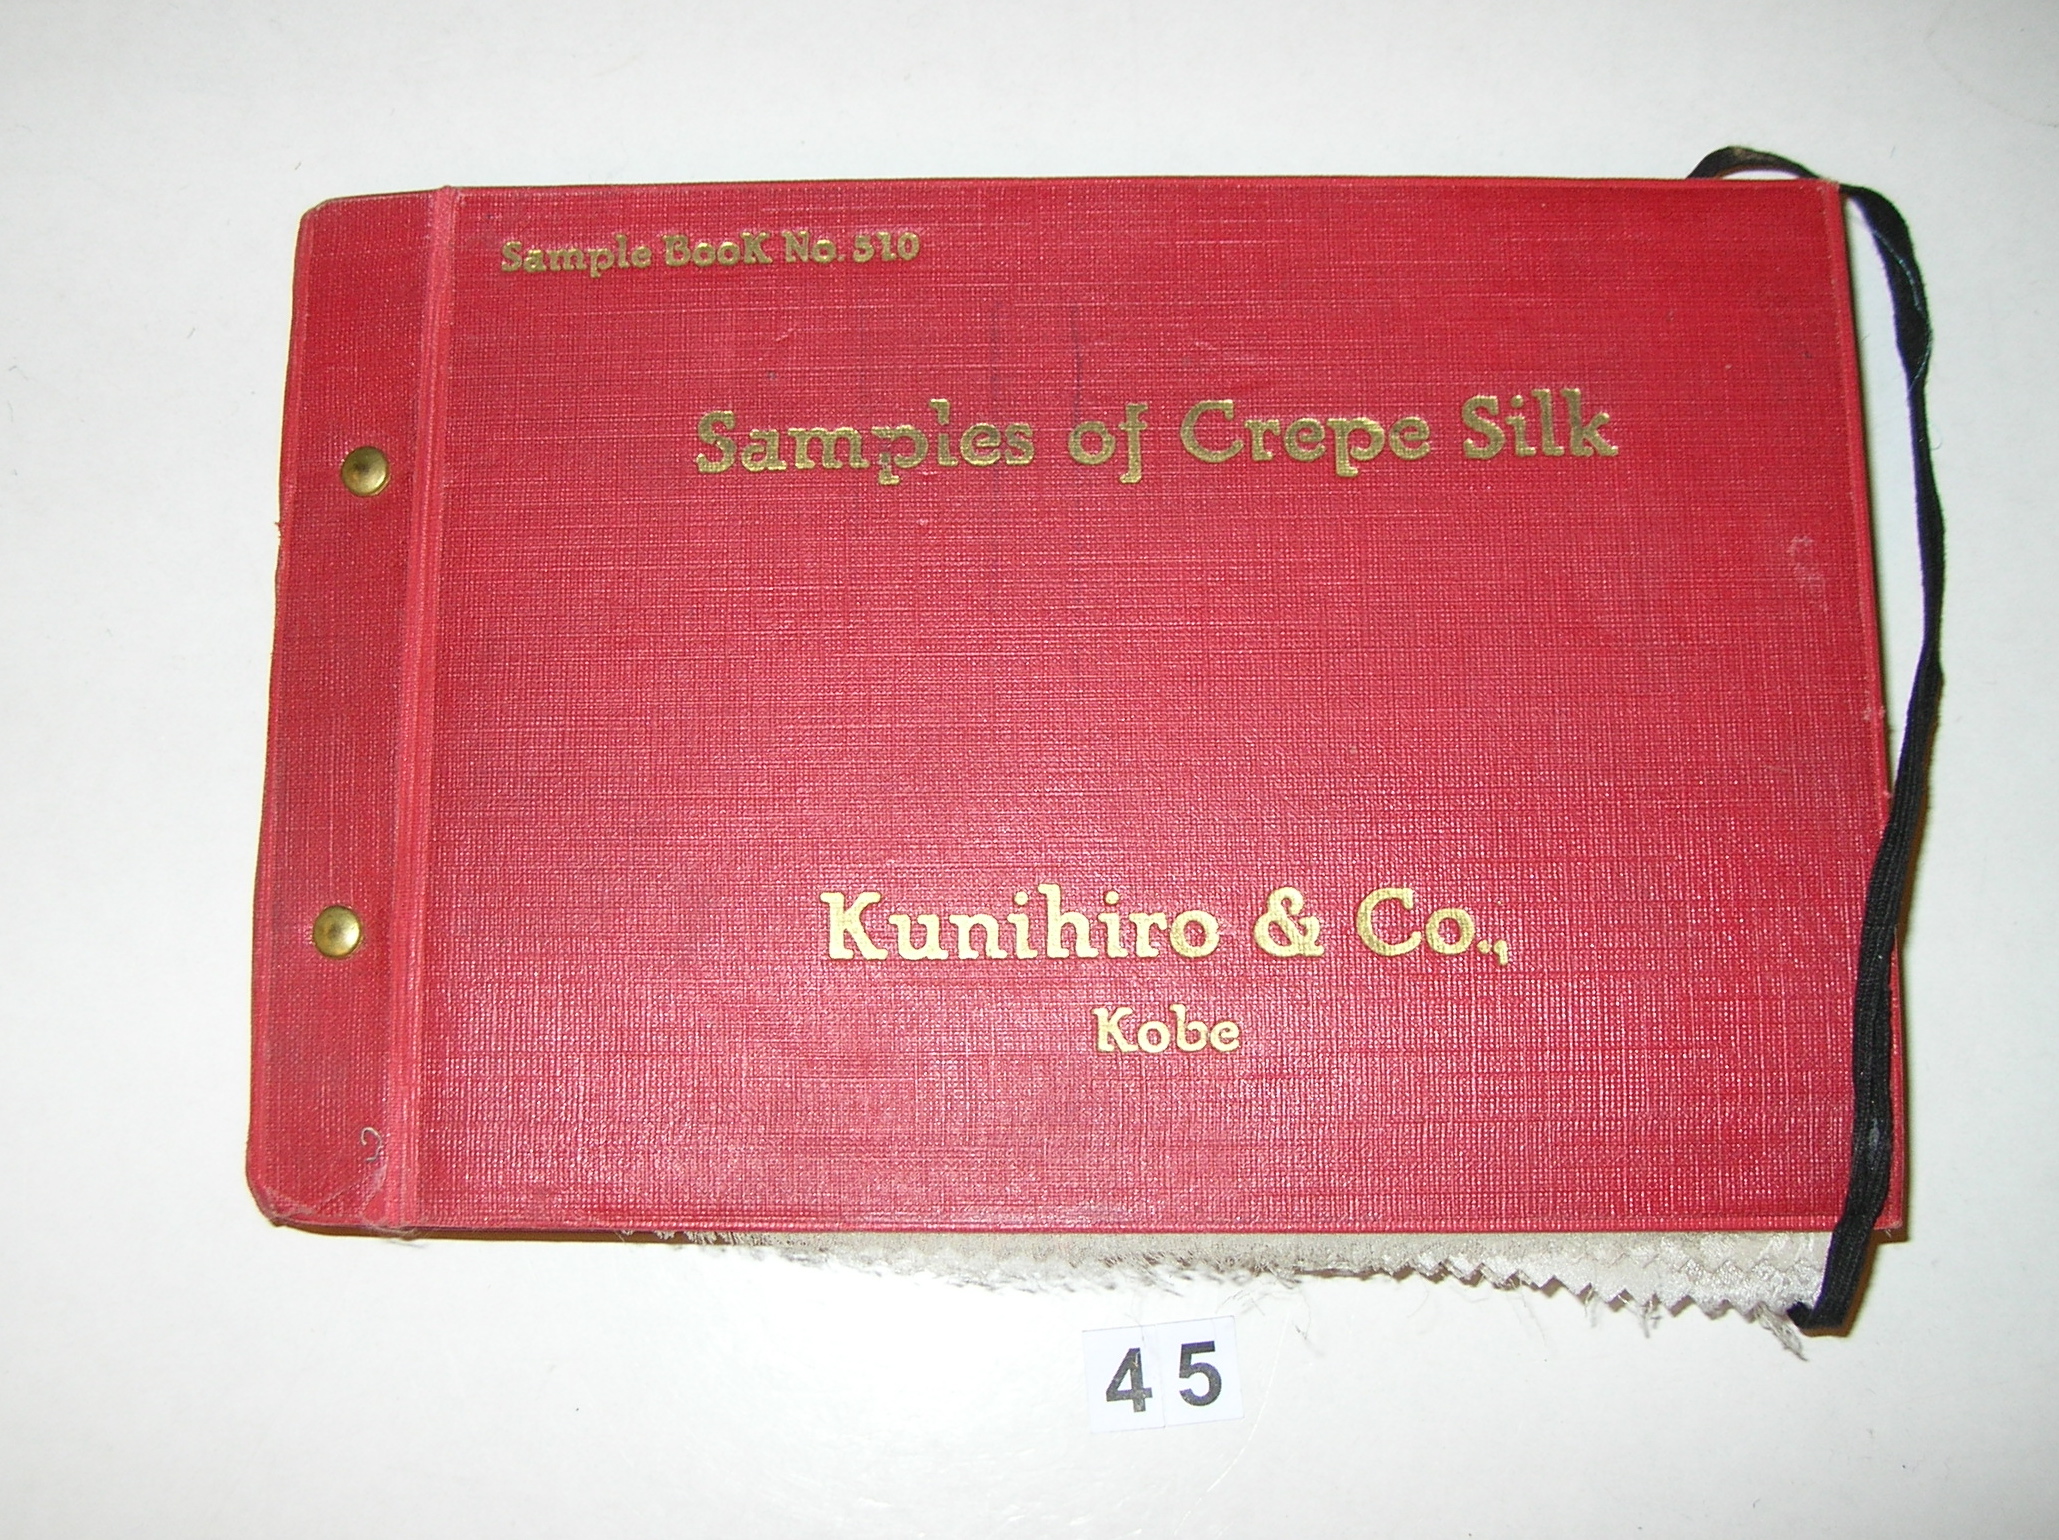 Sample Book No. 510
Samples of Crepe Silk
Kunihiro & Co.,
Kobe
45